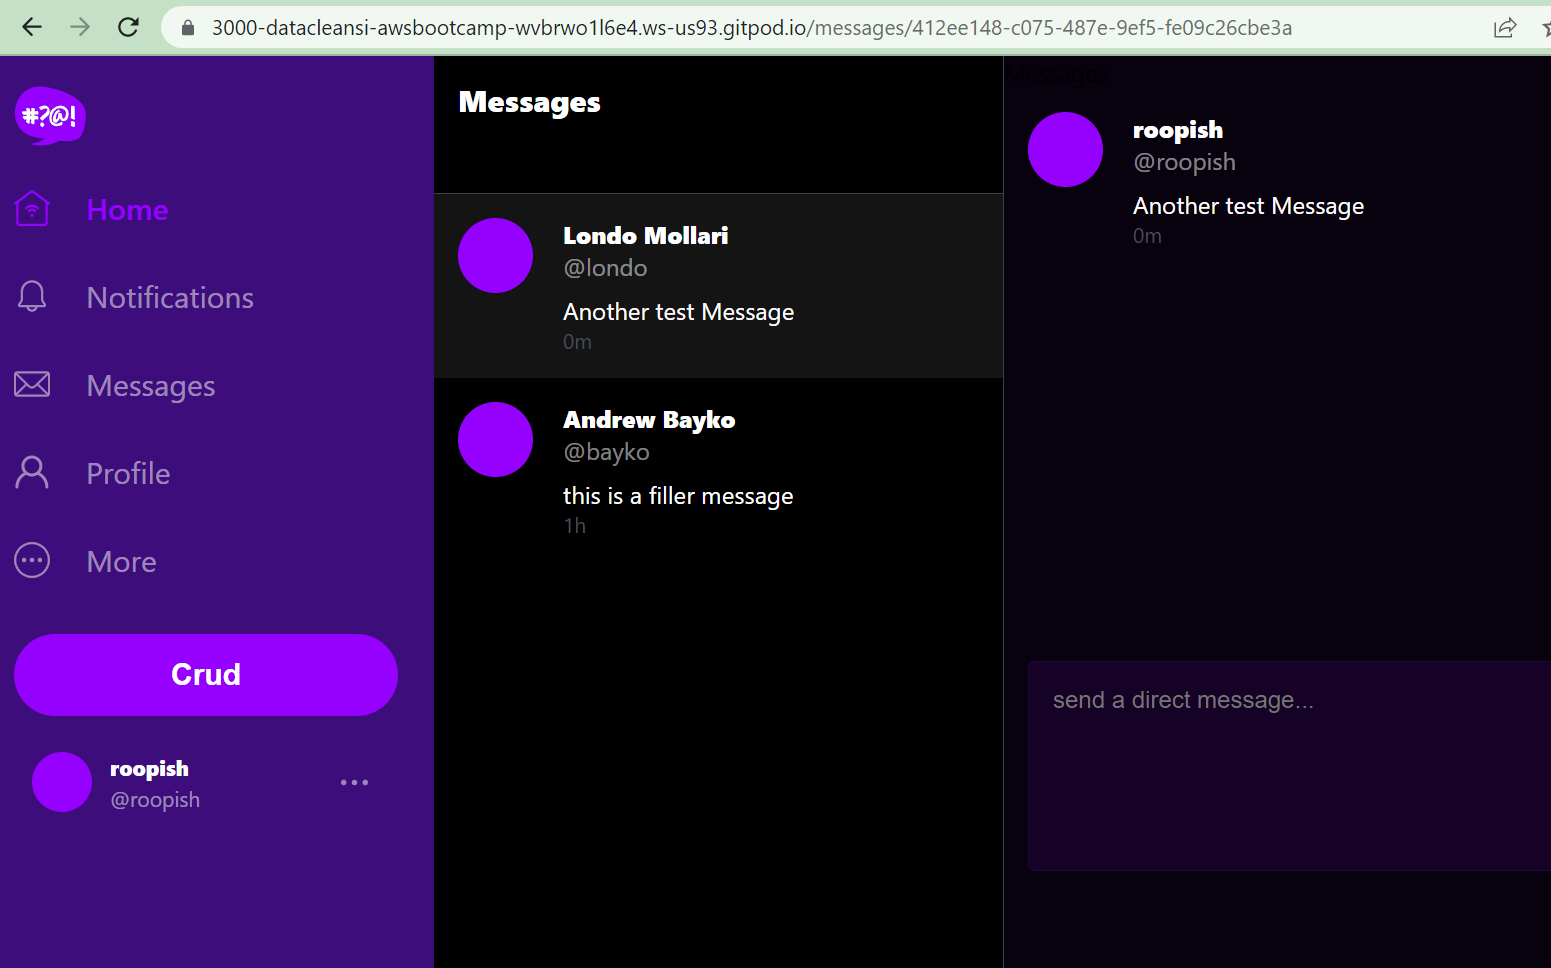 3000-datacleansi-awsbootcamp-wvbrwo1l6e4.ws-us93.gitpod.io/messages/412ee148-c075-487e-9ef5-fe09c26cbe3a
#?@!
Home
Notifications
Messages
Profile
More
Crud
roopish
@roopish
Messages
Londo Mollari
@londo
Another test Message
0m
Andrew Bayko
@bayko
this is a filler message
1h
Messages
roopish
@roopish
Another test Message
0m
send a direct message...